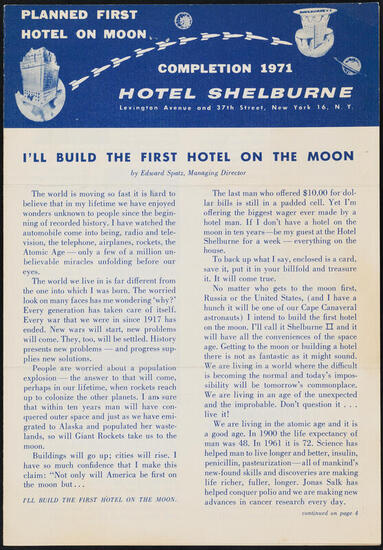 PLANNED FIRST
HOTEL ON MOON
COMPLETION 1971
HOTEL SHELBURNE
Lexington Avenue and 37th Street, New York 16, N. Y.
I'LL BUILD THE FIRST HOTEL ON THE MOON
by Edward Spatz, Managing Director
The world is moving so fast it is hard to
believe that in my lifetime we have enjoyed
wonders unknown to people since the begin-
ning of recorded history. I have watched the
automobile come into being, radio and tele-
vision, the telephone, airplanes, rockets, the
Atomic Age — only a few of a million un-
believable miracles unfolding before our
eyes.
The world we live in is far different from
the one into which I was born. The worried
look on many faces has me wondering 'why?'
Every generation has taken care of itself.
Every war that we were in since 1917 has
ended. New wars will start, new problems
will come. They, too, will be settled. History
presents new problems — and progress sup-
plies new solutions.
People are worried about a population
explosion — the answer to that will come,
perhaps in our lifetime, when rockets reach
up to colonize the other planets. I am sure
that within ten years man will have con-
quered outer space and just as we have emi-
grated to Alaska and populated her waste-
lands, so will Giant Rockets take us to the
moon.
Buildings will go up; cities will rise. I
have so much confidence that I make this
claim: "Not only will America be first on
the moon but . . .
I'LL BUILD THE FIRST HOTEL ON THE MOON.
The last man who offered $10.00 for dol-
lar bills is still in a padded cell. Yet I'm
offering the biggest wager ever made by a
hotel man. If I don't have a hotel on the
moon in ten years—be my guest at the Hotel
Shelburne for a week — everything on the
house.
To back up what I say, enclosed is a card,
save it, put it in your billfold and treasure
it. It will come true.
No matter who gets to the moon first,
Russia or the United States, (and I have a
hunch it will be one of our Cape Canaveral
astronauts) I intend to build the first hotel
on the moon. I'll call it Shelburne II and it
will have all the conveniences of the space
age. Getting to the moon or building a hotel
there is not as fantastic as it might sound.
We are living in a world where the difficult
is becoming the normal and today's impos-
sibility will be tomorrow's commonplace.
We are living in an age of the unexpected
and the improbable. Don't question it . . .
live it!
We are living in the atomic age and it is
a good age. In 1900 the life expectancy of
man was 48. In 1961 it is 72. Science has
helped man to live longer and better, insulin,
penicillin, pasteurization — all of mankind's
new-found skills and discoveries are making
life richer, fuller, longer. Jonas Salk has
helped conquer polio and we are making new
advances in cancer research every day.
continued on page 4